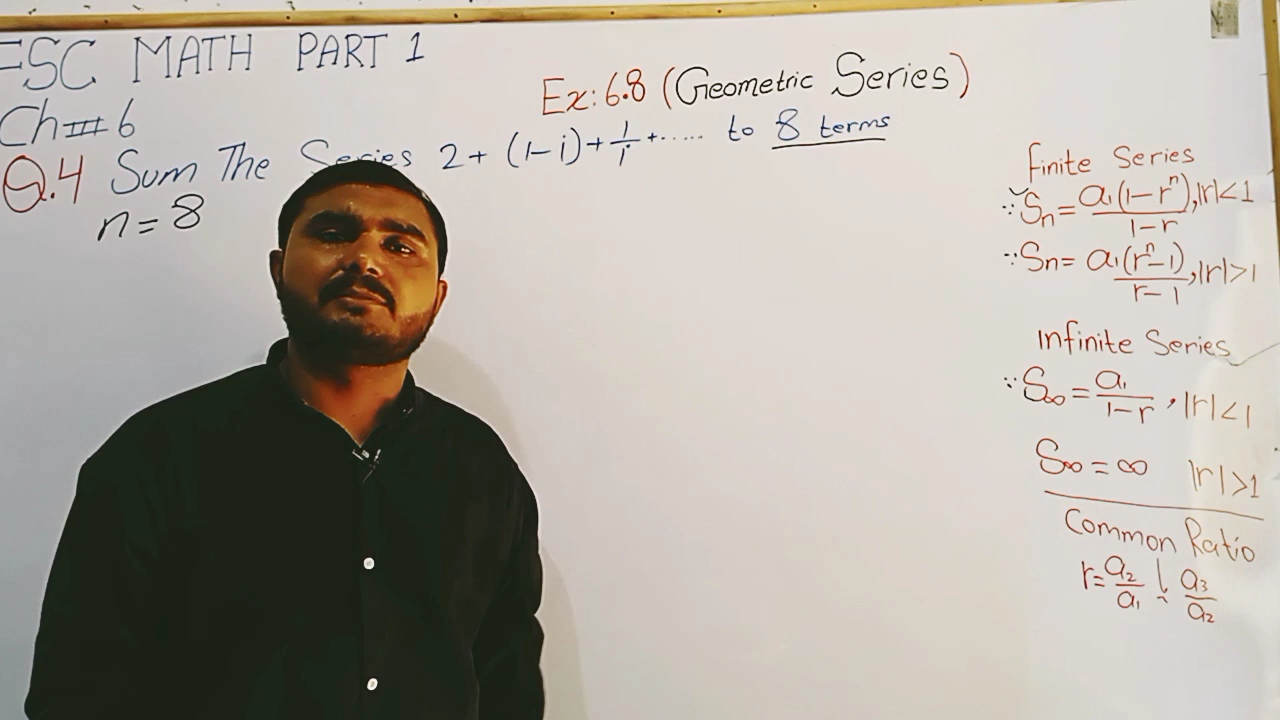 FSC MATH PART 1
Ch# 6
Ex: 6.8 (Geometric Series)
Q.4 Sum The Series 2 + (1-i) + 1/i + ..... to 8 terms
n = 8
Finite Series
∵ Sn = a₁(1-rⁿ)/1-r, |r|<1
∵ Sn = a₁(rⁿ-1)/r-1, |r|>1
Infinite Series
∵ S∞ = a₁/1-r, |r|<1
S∞ = ∞ |r|>1
Common Ratio
r = a₂/a₁ ¦ a₃/a₂